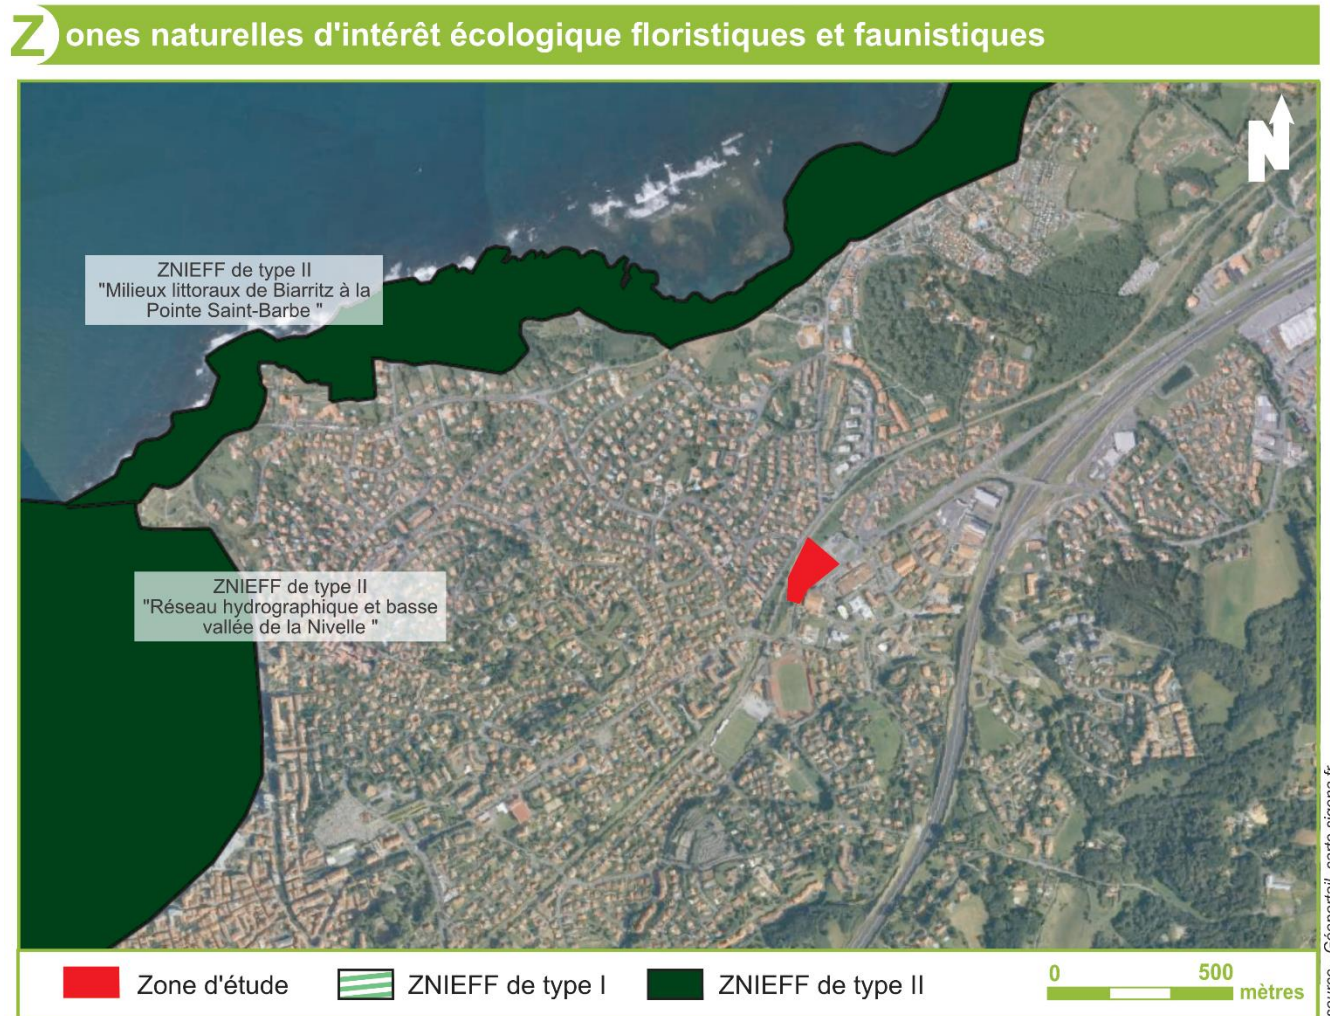 Zones naturelles d'intérêt écologique floristiques et faunistiques
N
ZNIEFF de type II
"Milieux littoraux de Biarritz à la
Pointe Saint-Barbe "
ZNIEFF de type II
"Réseau hydrographique et basse
vallée de la Nivelle "
Zone d'étude
ZNIEFF de type I
ZNIEFF de type II
0 500
mètres